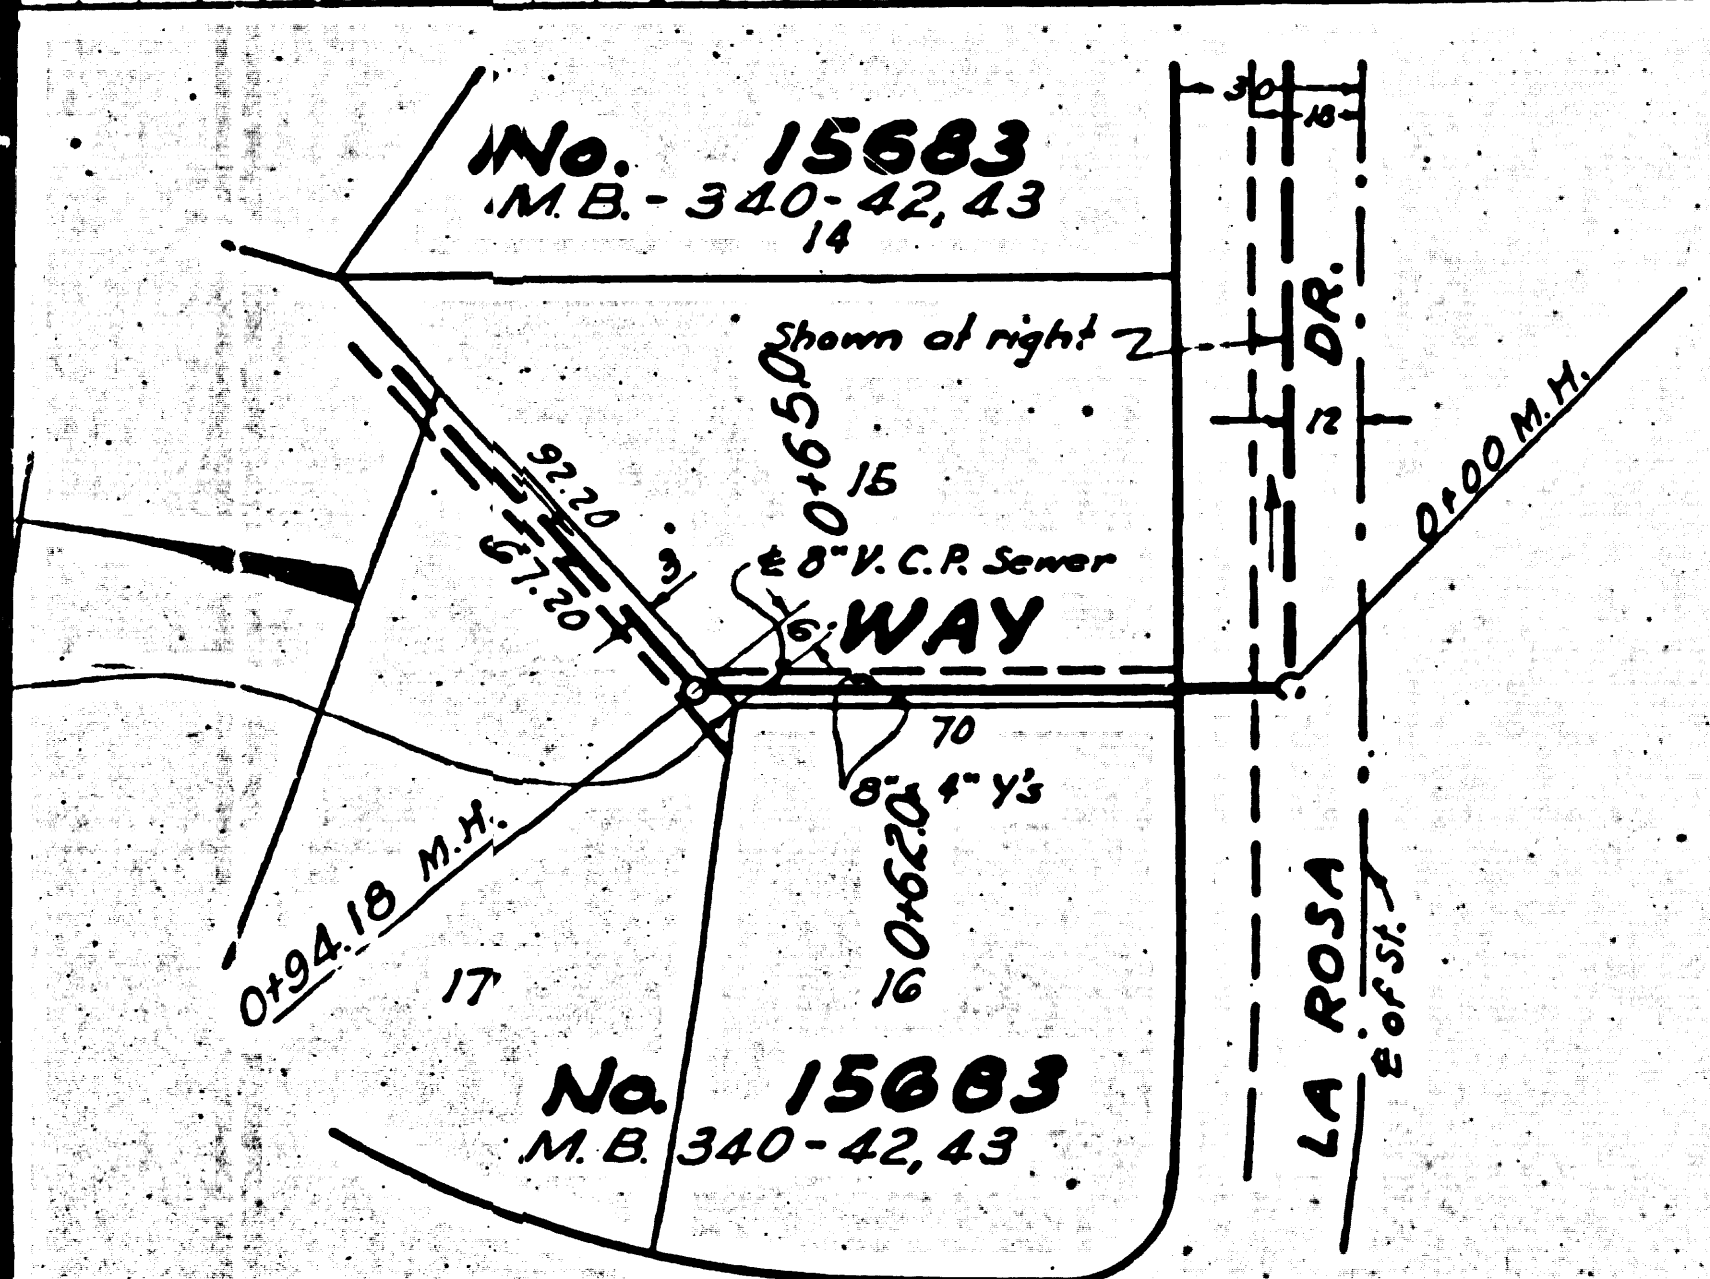 30
18
No. 15683
M. B. - 340-42, 43
14
Shown at right
DR.
12
0+65.0
15
0+00 M.H.
92.20
67.20
3
℄ 8" V. C. P. Sewer
6
WAY
70
8" x 4" Y's
0+62.0
16
0+94.18 M.H.
17
LA ROSA
℄ of St.
No. 15683
M. B. 340-42, 43